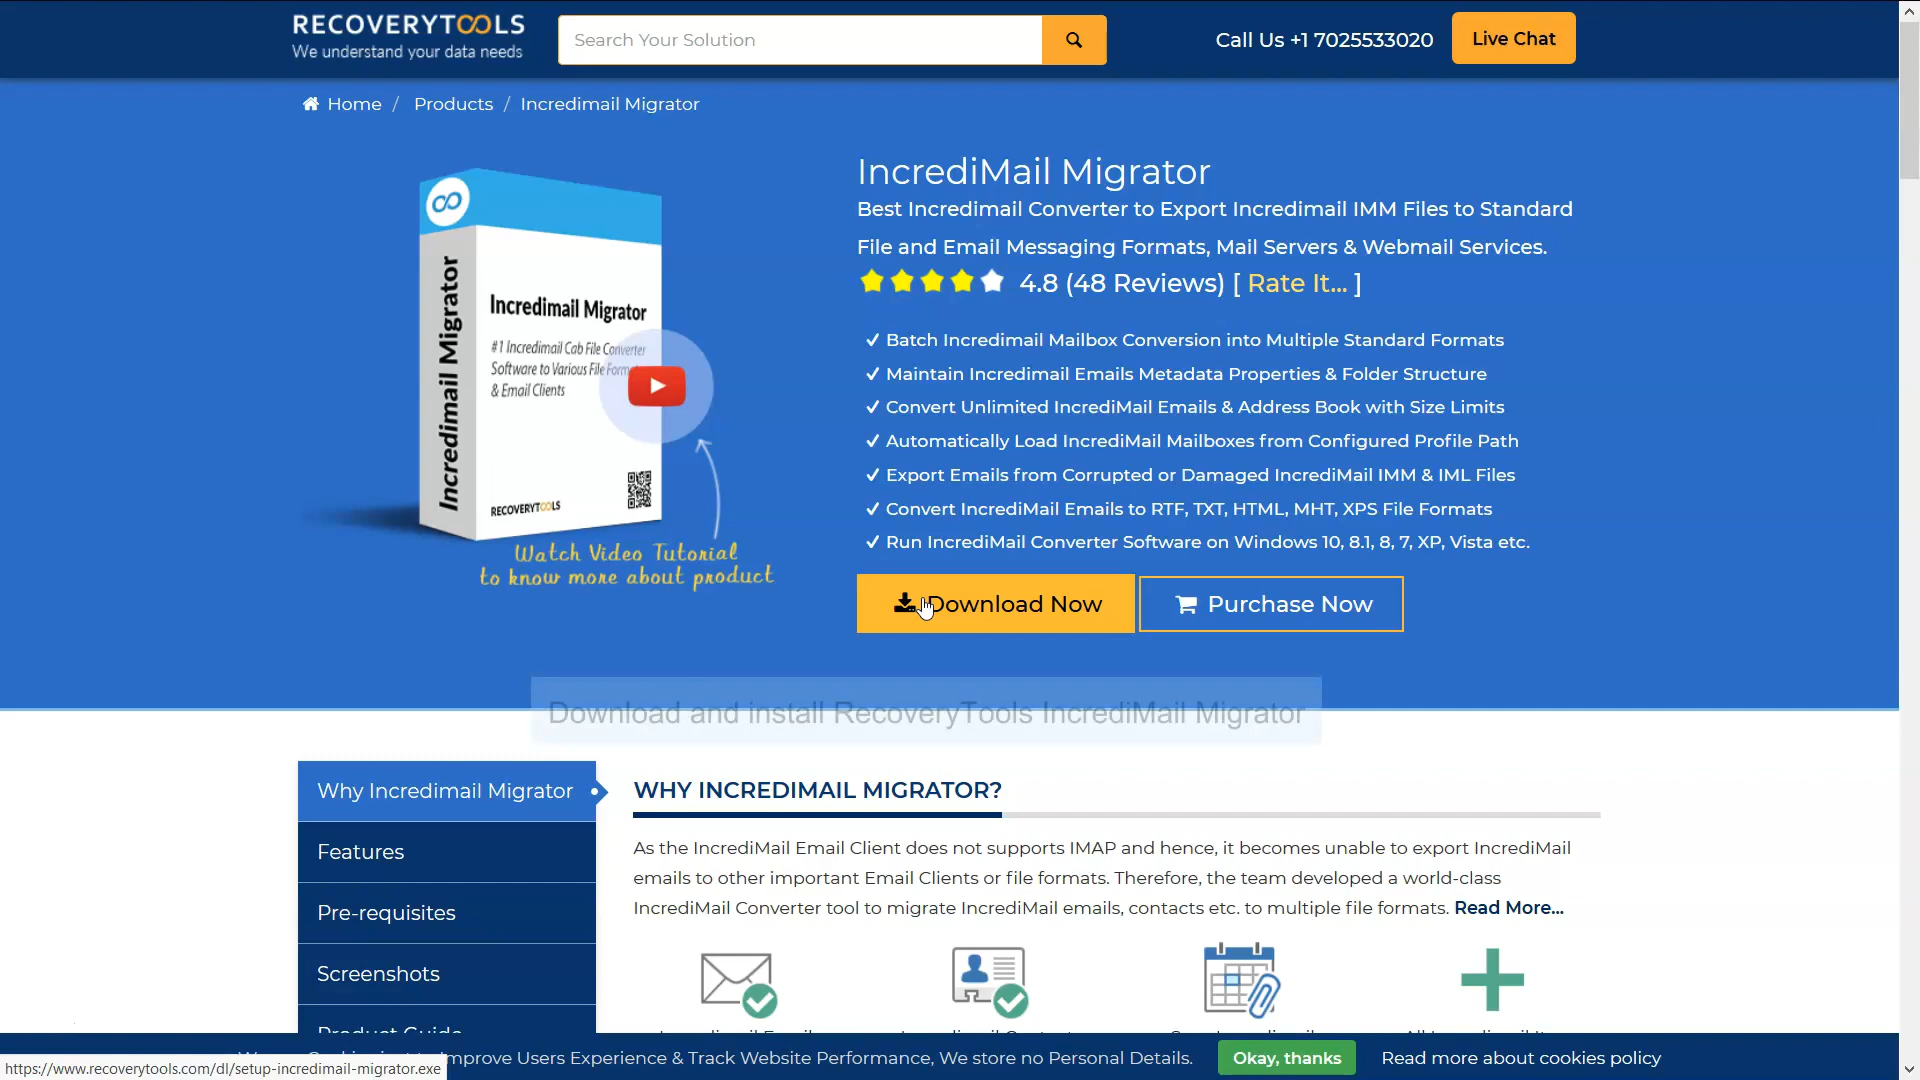 RECOVERYTOOLS
We understand your data needs
Search Your Solution
Call Us +1 7025533020
Live Chat
Home / Products / Incredimail Migrator
IncrediMail Migrator
Best Incredimail Converter to Export Incredimail IMM Files to Standard
File and Email Messaging Formats, Mail Servers & Webmail Services.
4.8 (48 Reviews) [ Rate It... ]
Incredimail Migrator
Incredimail Migrator
#1 Incredimail Cab File Converter
Software to Various File
& Email Clients
RECOVERYTOOLS
Watch Video Tutorial
to know more about product
✓ Batch Incredimail Mailbox Conversion into Multiple Standard Formats
✓ Maintain Incredimail Emails Metadata Properties & Folder Structure
✓ Convert Unlimited IncrediMail Emails & Address Book with Size Limits
✓ Automatically Load IncrediMail Mailboxes from Configured Profile Path
✓ Export Emails from Corrupted or Damaged IncrediMail IMM & IML Files
✓ Convert IncrediMail Emails to RTF, TXT, HTML, MHT, XPS File Formats
✓ Run IncrediMail Converter Software on Windows 10, 8.1, 8, 7, XP, Vista etc.
Download Now
Purchase Now
Download and install RecoveryTools IncrediMail Migrator
Why Incredimail Migrator
Features
Pre-requisites
Screenshots
Product Guide
WHY INCREDIMAIL MIGRATOR?
As the IncrediMail Email Client does not supports IMAP and hence, it becomes unable to export IncrediMail
emails to other important Email Clients or file formats. Therefore, the team developed a world-class
IncrediMail Converter tool to migrate IncrediMail emails, contacts etc. to multiple file formats. Read More...
Improve Users Experience & Track Website Performance, We store no Personal Details.
Okay, thanks
Read more about cookies policy
https://www.recoverytools.com/dl/setup-incredimail-migrator.exe